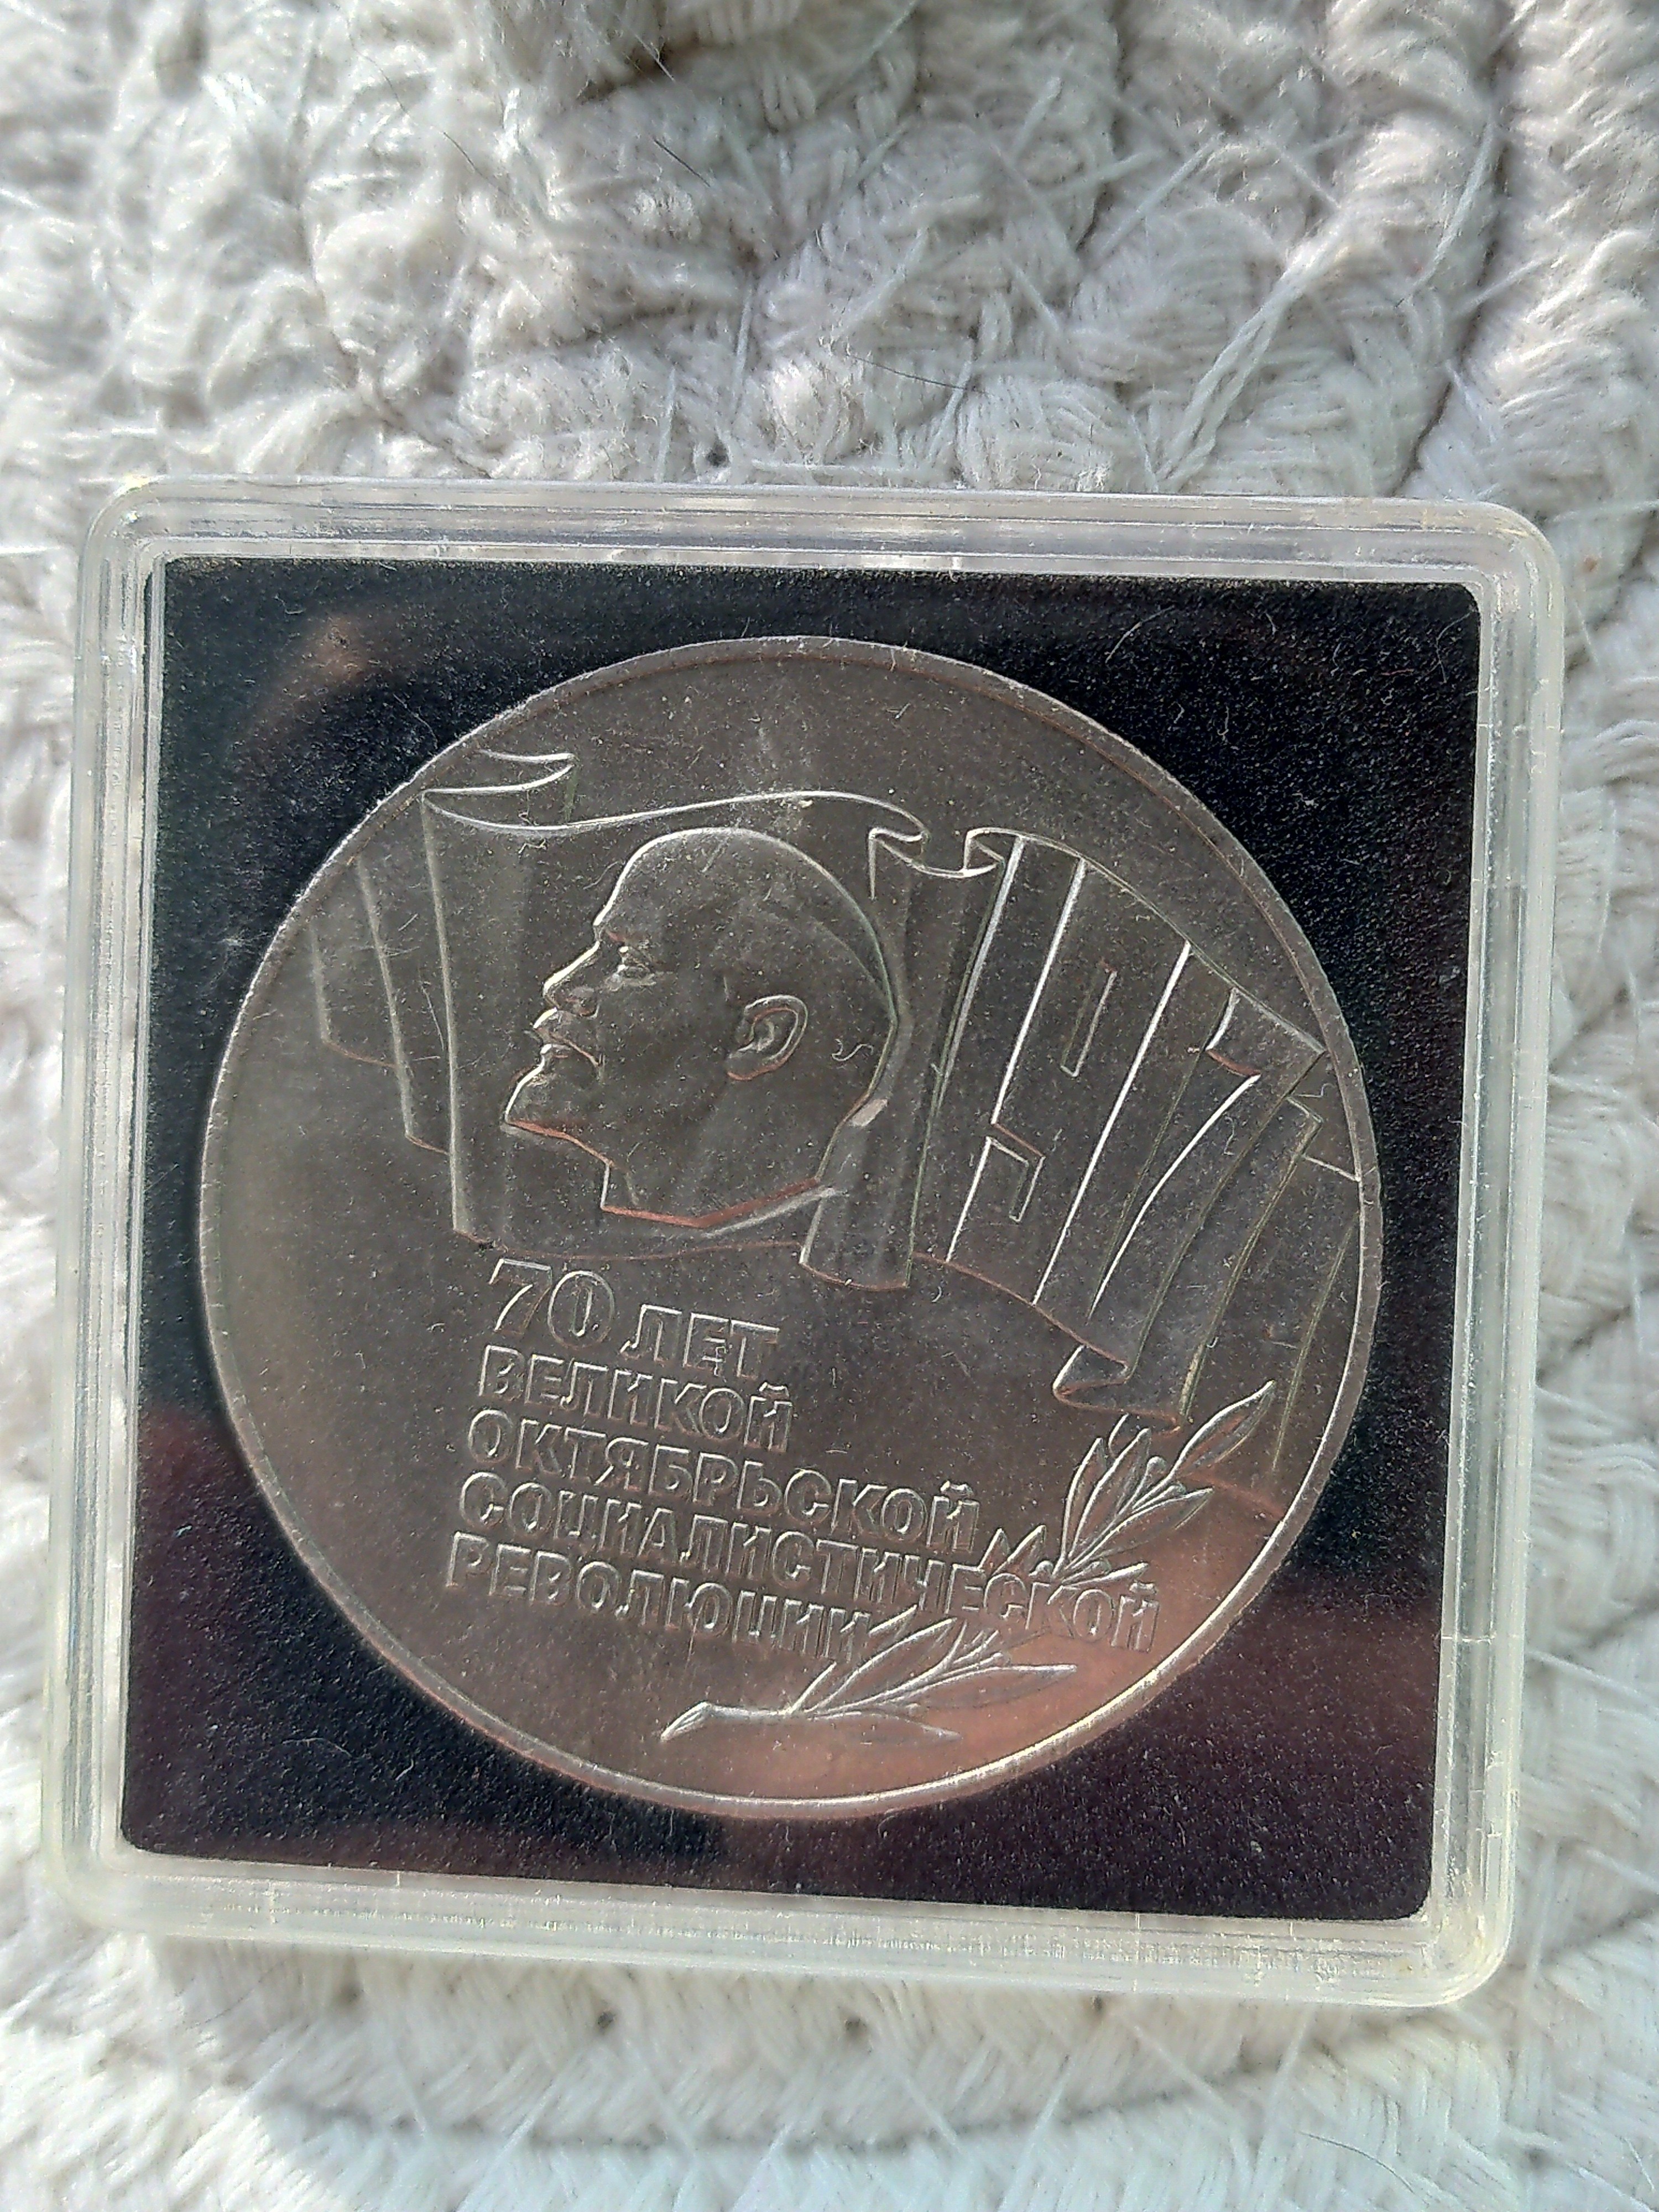 1917
70 ЛЕТ
ВЕЛИКОЙ
ОКТЯБРЬСКОЙ
СОЦИАЛИСТИЧЕСКОЙ
РЕВОЛЮЦИИ